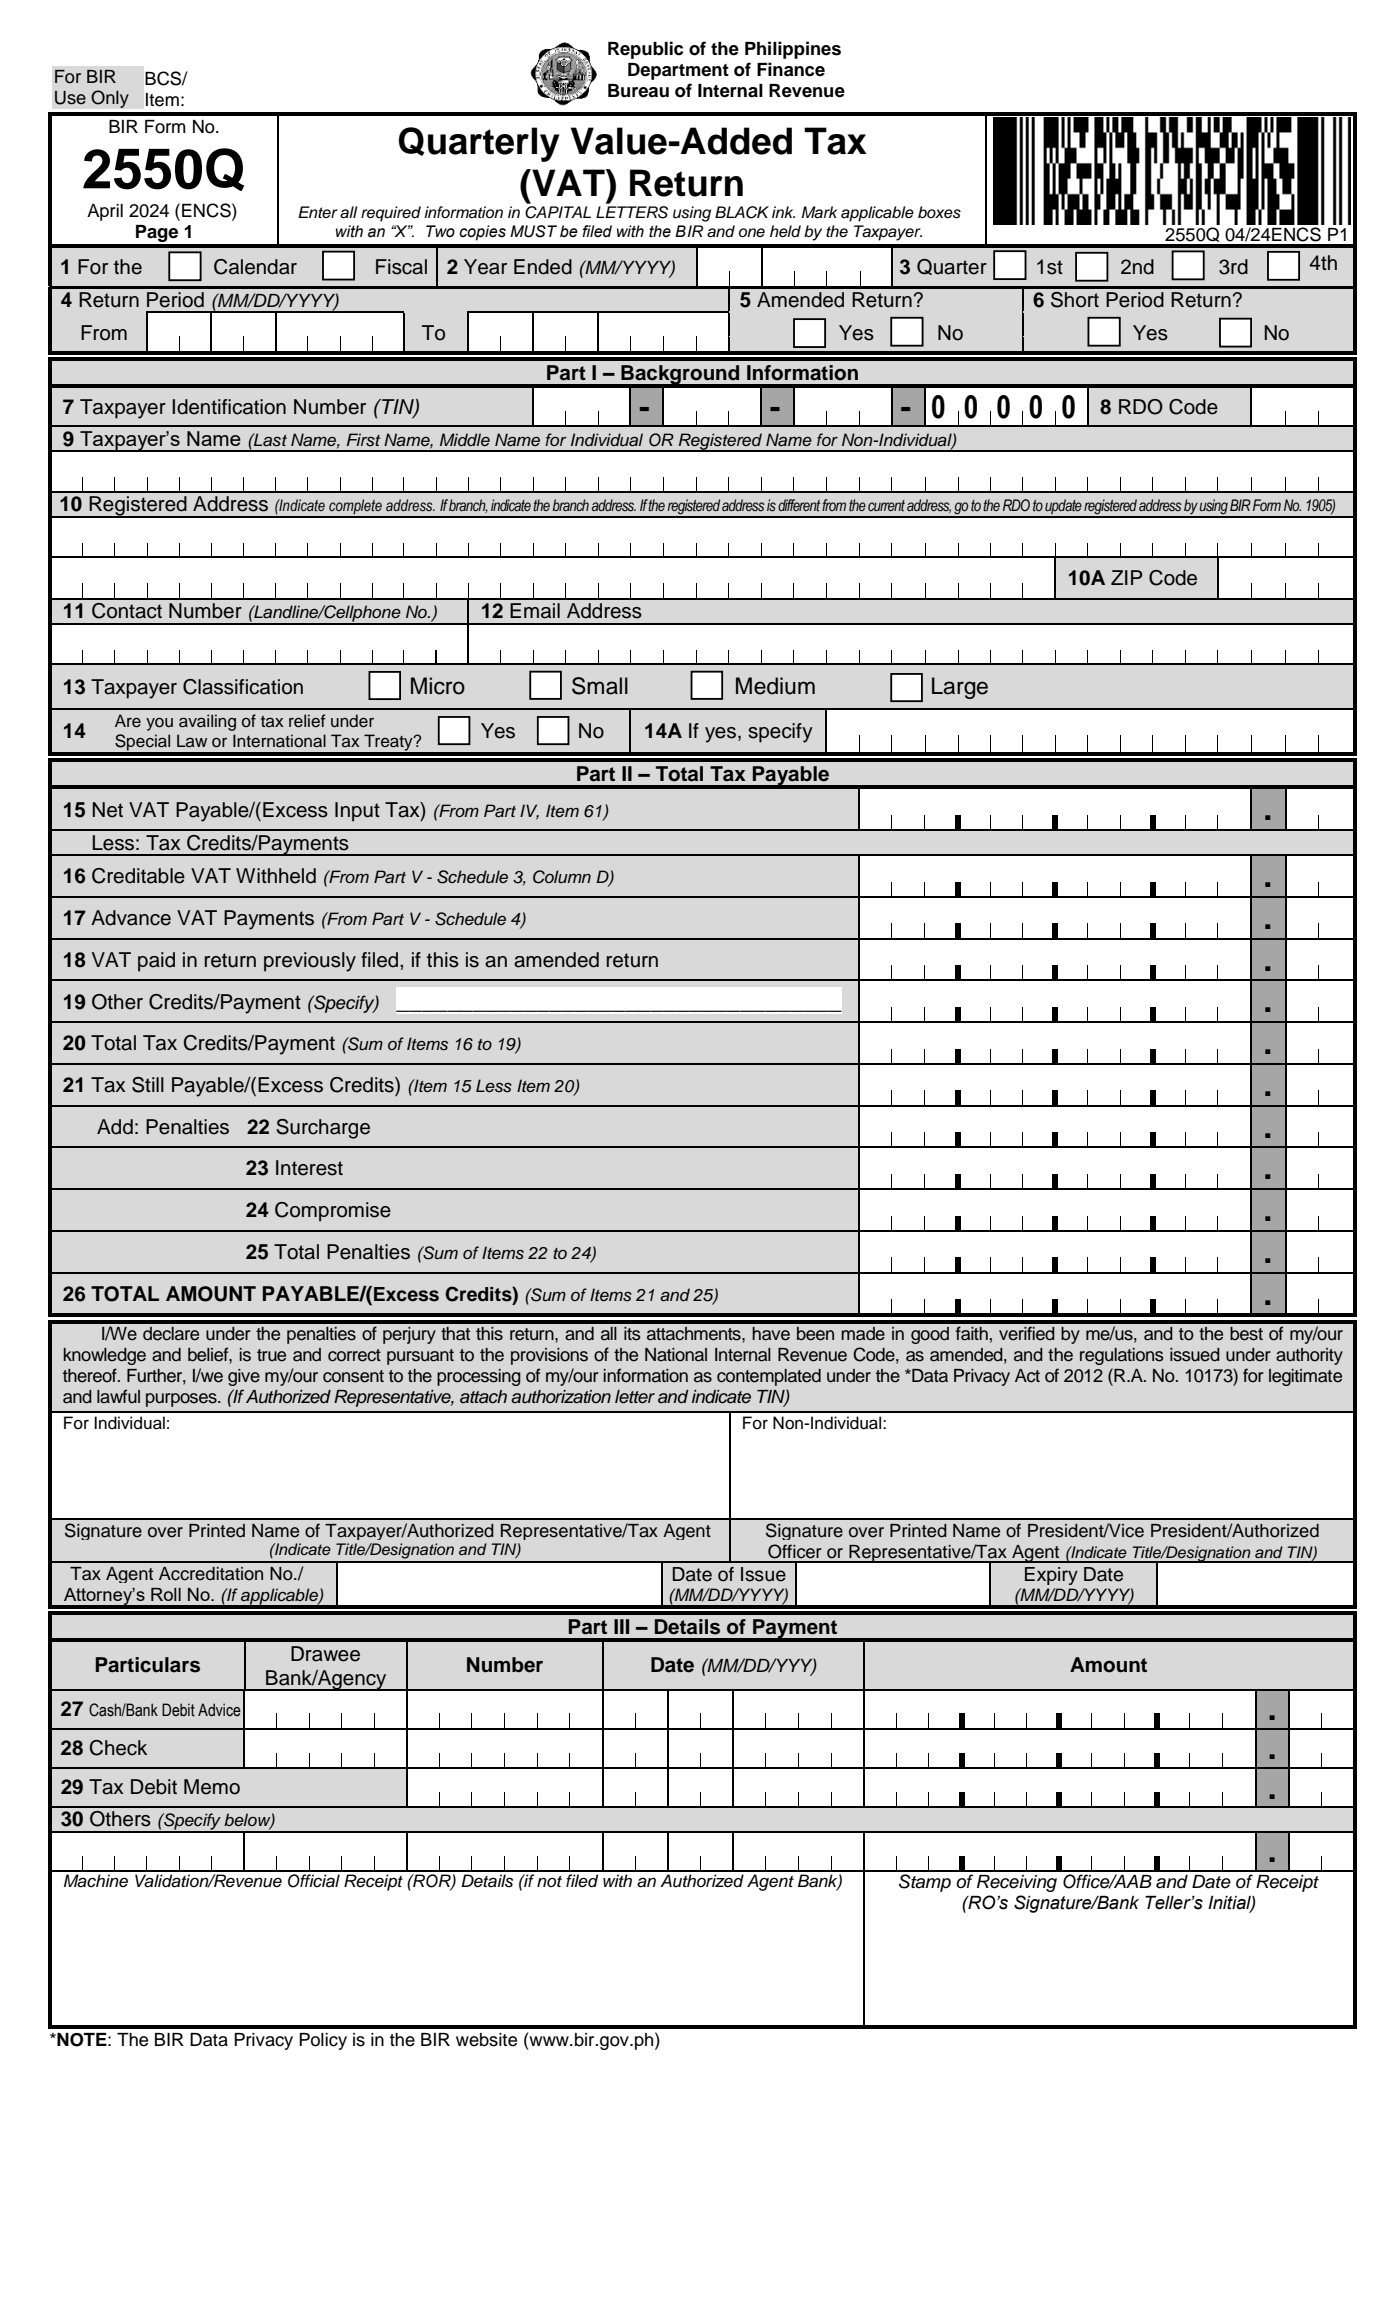 Republic of the Philippines
Department of Finance
Bureau of Internal Revenue
For BIR Use Only
BCS/ Item:
BIR Form No.
2550Q
April 2024 (ENCS)
Page 1
Quarterly Value-Added Tax
(VAT) Return
Enter all required information in CAPITAL LETTERS using BLACK ink. Mark applicable boxes
with an “X”. Two copies MUST be filed with the BIR and one held by the Taxpayer.
2550Q 04/24ENCS P1
1 For the Calendar Fiscal 2 Year Ended (MM/YYYY) 3 Quarter 1st 2nd 3rd 4th
4 Return Period (MM/DD/YYYY) 5 Amended Return? 6 Short Period Return?
From To Yes No Yes No
Part I – Background Information
7 Taxpayer Identification Number (TIN) - - - 0 0 0 0 0 8 RDO Code
9 Taxpayer’s Name (Last Name, First Name, Middle Name for Individual OR Registered Name for Non-Individual)
10 Registered Address (Indicate complete address. If branch, indicate the branch address. If the registered address is different from the current address, go to the RDO to update registered address by using BIR Form No. 1905)
10A ZIP Code
11 Contact Number (Landline/Cellphone No.) 12 Email Address
13 Taxpayer Classification Micro Small Medium Large
14 Are you availing of tax relief under
Special Law or International Tax Treaty? Yes No 14A If yes, specify
Part II – Total Tax Payable
15 Net VAT Payable/(Excess Input Tax) (From Part IV, Item 61) .
Less: Tax Credits/Payments
16 Creditable VAT Withheld (From Part V - Schedule 3, Column D) .
17 Advance VAT Payments (From Part V - Schedule 4) .
18 VAT paid in return previously filed, if this is an amended return .
19 Other Credits/Payment (Specify) .
20 Total Tax Credits/Payment (Sum of Items 16 to 19) .
21 Tax Still Payable/(Excess Credits) (Item 15 Less Item 20) .
Add: Penalties 22 Surcharge .
23 Interest .
24 Compromise .
25 Total Penalties (Sum of Items 22 to 24) .
26 TOTAL AMOUNT PAYABLE/(Excess Credits) (Sum of Items 21 and 25) .
I/We declare under the penalties of perjury that this return, and all its attachments, have been made in good faith, verified by me/us, and to the best of my/our
knowledge and belief, is true and correct pursuant to the provisions of the National Internal Revenue Code, as amended, and the regulations issued under authority
thereof. Further, I/we give my/our consent to the processing of my/our information as contemplated under the *Data Privacy Act of 2012 (R.A. No. 10173) for legitimate
and lawful purposes. (If Authorized Representative, attach authorization letter and indicate TIN)
For Individual: For Non-Individual:
Signature over Printed Name of Taxpayer/Authorized Representative/Tax Agent
(Indicate Title/Designation and TIN)
Signature over Printed Name of President/Vice President/Authorized
Officer or Representative/Tax Agent (Indicate Title/Designation and TIN)
Tax Agent Accreditation No./
Attorney’s Roll No. (If applicable)
Date of Issue
(MM/DD/YYYY)
Expiry Date
(MM/DD/YYYY)
Part III – Details of Payment
Particulars Drawee Bank/Agency Number Date (MM/DD/YYY) Amount
27 Cash/Bank Debit Advice .
28 Check .
29 Tax Debit Memo .
30 Others (Specify below)
.
Machine Validation/Revenue Official Receipt (ROR) Details (if not filed with an Authorized Agent Bank)
Stamp of Receiving Office/AAB and Date of Receipt
(RO’s Signature/Bank Teller’s Initial)
*NOTE: The BIR Data Privacy Policy is in the BIR website (www.bir.gov.ph)